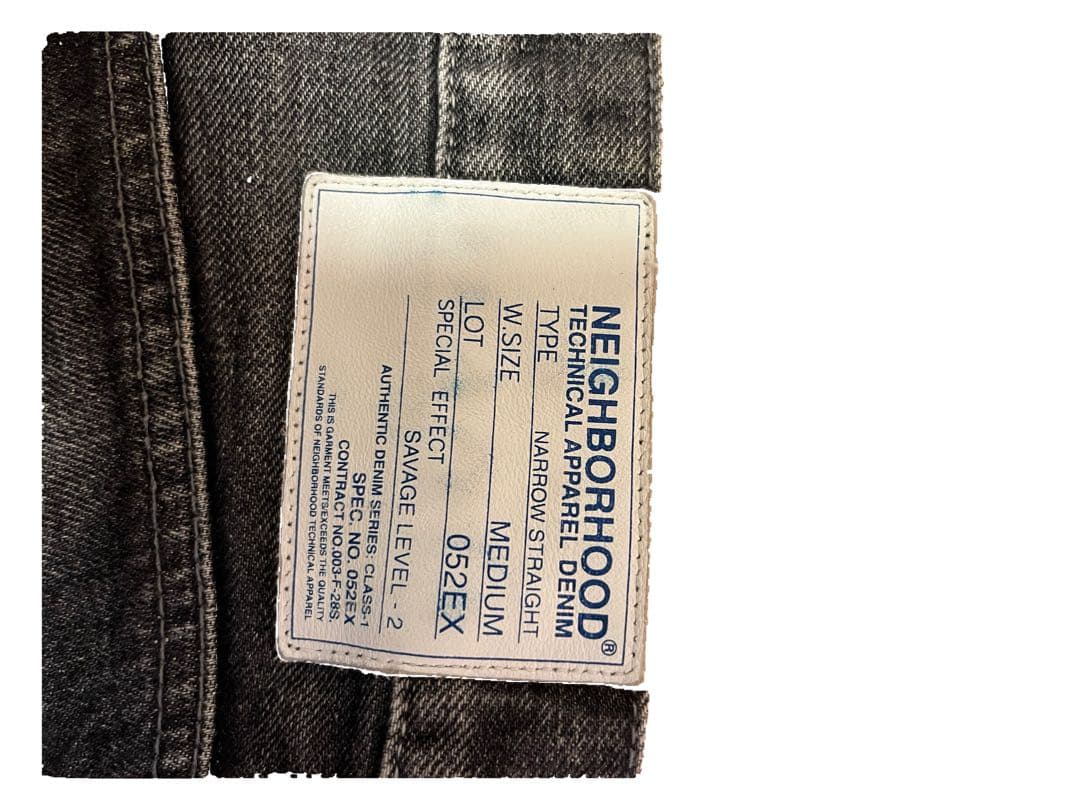 NEIGHBORHOOD®
TECHNICAL APPAREL DENIM
TYPE NARROW STRAIGHT
W.SIZE MEDIUM
LOT 052EX
SPECIAL EFFECT
SAVAGE LEVEL - 2
AUTHENTIC DENIM SERIES: CLASS-1
SPEC. NO. 052EX
CONTRACT NO.003-F-28S.
THIS IS GARMENT MEETS/EXCEEDS THE QUALITY
STANDARDS OF NEIGHBORHOOD TECHNICAL APPAREL